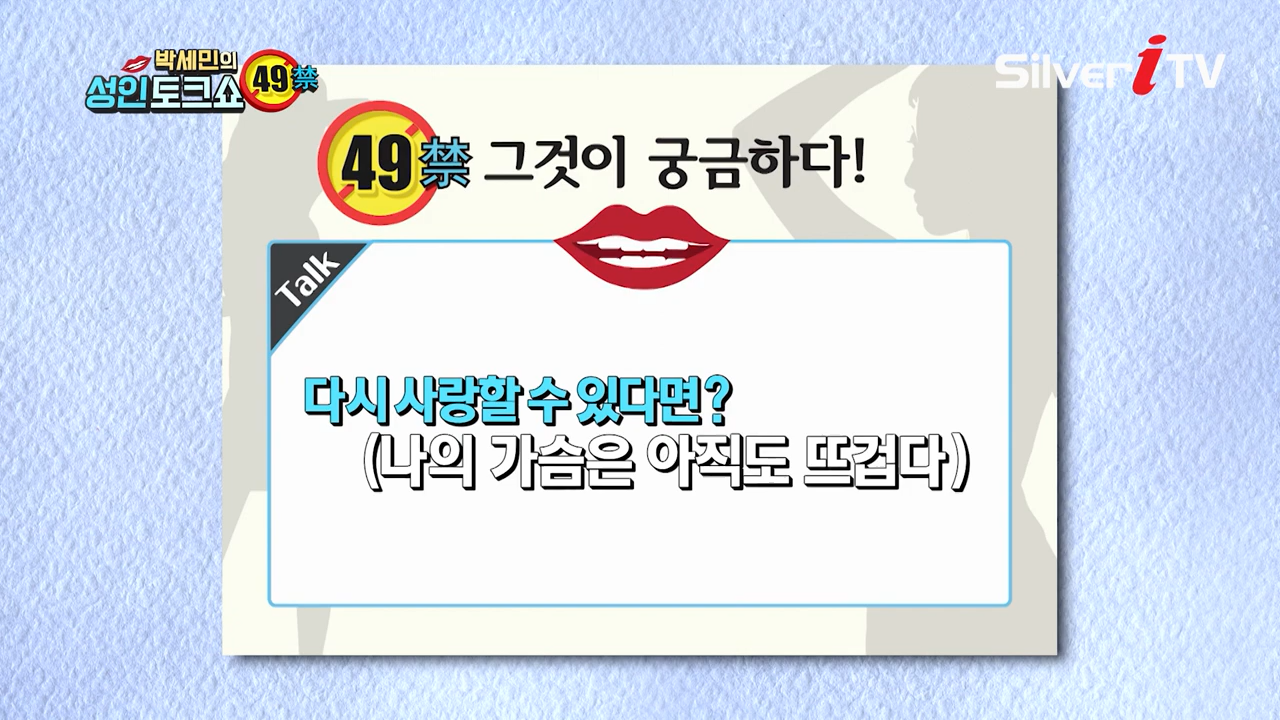 박세민의
성인토크쇼 49禁
Silver i TV
49禁 그것이 궁금하다!
Talk
다시 사랑할 수 있다면?
(나의 가슴은 아직도 뜨겁다)